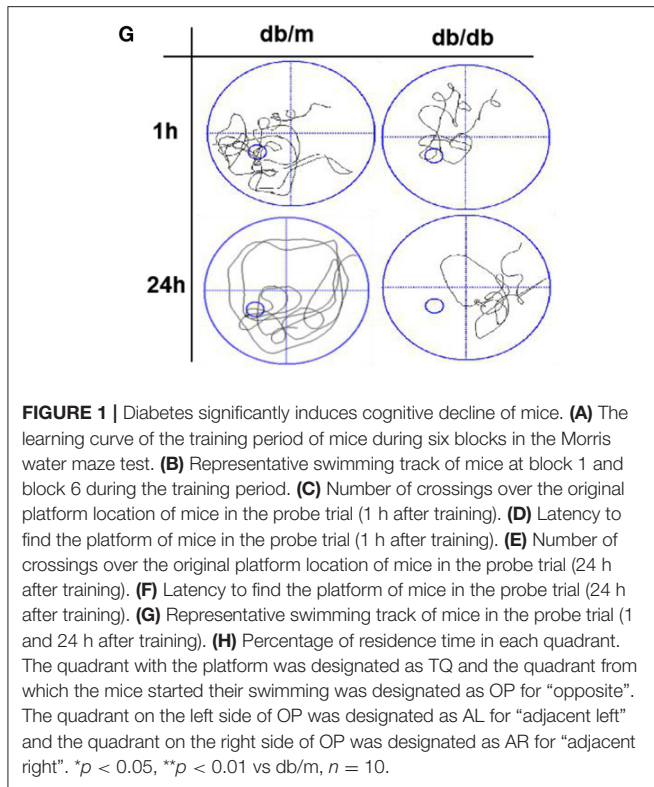 G
db/m db/db
1h
24h
FIGURE 1 | Diabetes significantly induces cognitive decline of mice. (A) The
learning curve of the training period of mice during six blocks in the Morris
water maze test. (B) Representative swimming track of mice at block 1 and
block 6 during the training period. (C) Number of crossings over the original
platform location of mice in the probe trial (1 h after training). (D) Latency to
find the platform of mice in the probe trial (1 h after training). (E) Number of
crossings over the original platform location of mice in the probe trial (24 h
after training). (F) Latency to find the platform of mice in the probe trial (24 h
after training). (G) Representative swimming track of mice in the probe trial (1
and 24 h after training). (H) Percentage of residence time in each quadrant.
The quadrant with the platform was designated as TQ and the quadrant from
which the mice started their swimming was designated as OP for “opposite”.
The quadrant on the left side of OP was designated as AL for “adjacent left”
and the quadrant on the right side of OP was designated as AR for “adjacent
right”. *p < 0.05, **p < 0.01 vs db/m, n = 10.